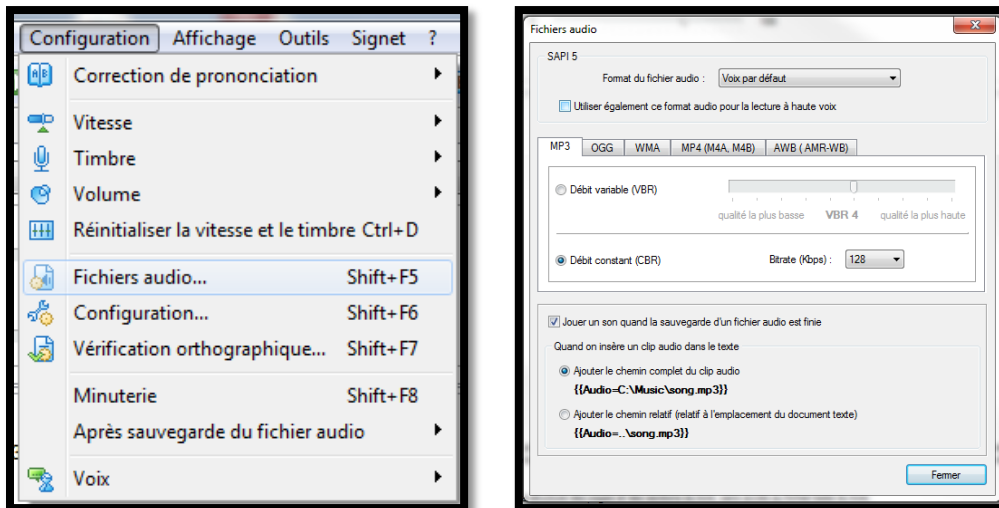 Configuration Affichage Outils Signet ?
Correction de prononciation
Vitesse
Timbre
Volume
Réinitialiser la vitesse et le timbre Ctrl+D
Fichiers audio... Shift+F5
Configuration... Shift+F6
Vérification orthographique... Shift+F7
Minuterie Shift+F8
Après sauvegarde du fichier audio
Voix
Fichiers audio
SAPI 5
Format du fichier audio : Voix par défaut
Utiliser également ce format audio pour la lecture à haute voix
MP3 OGG WMA MP4 (M4A, M4B) AWB ( AMR-WB)
Débit variable (VBR)
qualité la plus basse VBR 4 qualité la plus haute
Débit constant (CBR) Bitrate (Kbps) : 128
Jouer un son quand la sauvegarde d'un fichier audio est finie
Quand on insère un clip audio dans le texte
Ajouter le chemin complet du clip audio
{{Audio=C:\Music\song.mp3}}
Ajouter le chemin relatif (relatif à l'emplacement du document texte)
{{Audio=..\song.mp3}}
Fermer